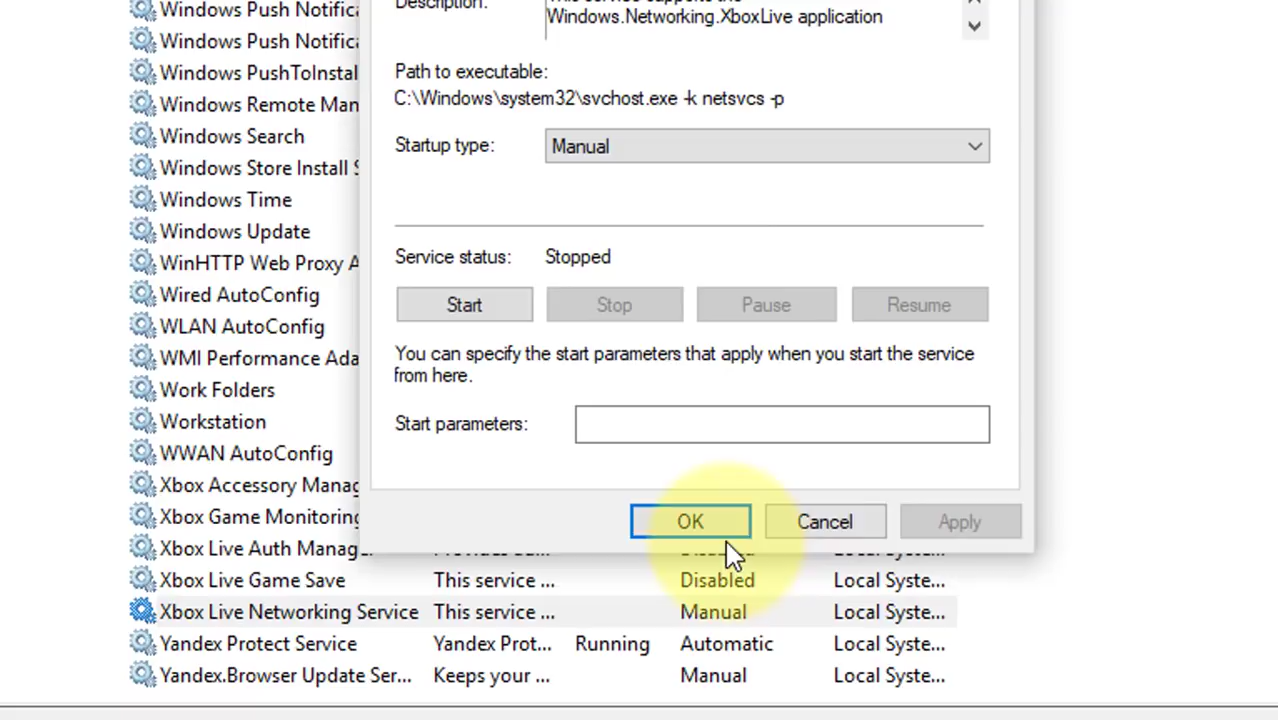 Windows Push Notifica
Windows Push Notifica
Windows PushToInstal
Windows Remote Man
Windows Search
Windows Store Install S
Windows Time
Windows Update
WinHTTP Web Proxy A
Wired AutoConfig
WLAN AutoConfig
WMI Performance Ada
Work Folders
Workstation
WWAN AutoConfig
Xbox Accessory Manag
Xbox Game Monitoring
Xbox Live Auth Manage
Xbox Live Game Save This service ... Disabled Local Syste...
Xbox Live Networking Service This service ... Manual Local Syste...
Yandex Protect Service Yandex Prot... Running Automatic Local Syste...
Yandex.Browser Update Ser... Keeps your ... Manual Local Syste...
Description:
Windows.Networking.XboxLive application
Path to executable:
C:\Windows\system32\svchost.exe -k netsvcs -p
Startup type: Manual
Service status: Stopped
Start Stop Pause Resume
You can specify the start parameters that apply when you start the service
from here.
Start parameters:
OK Cancel Apply